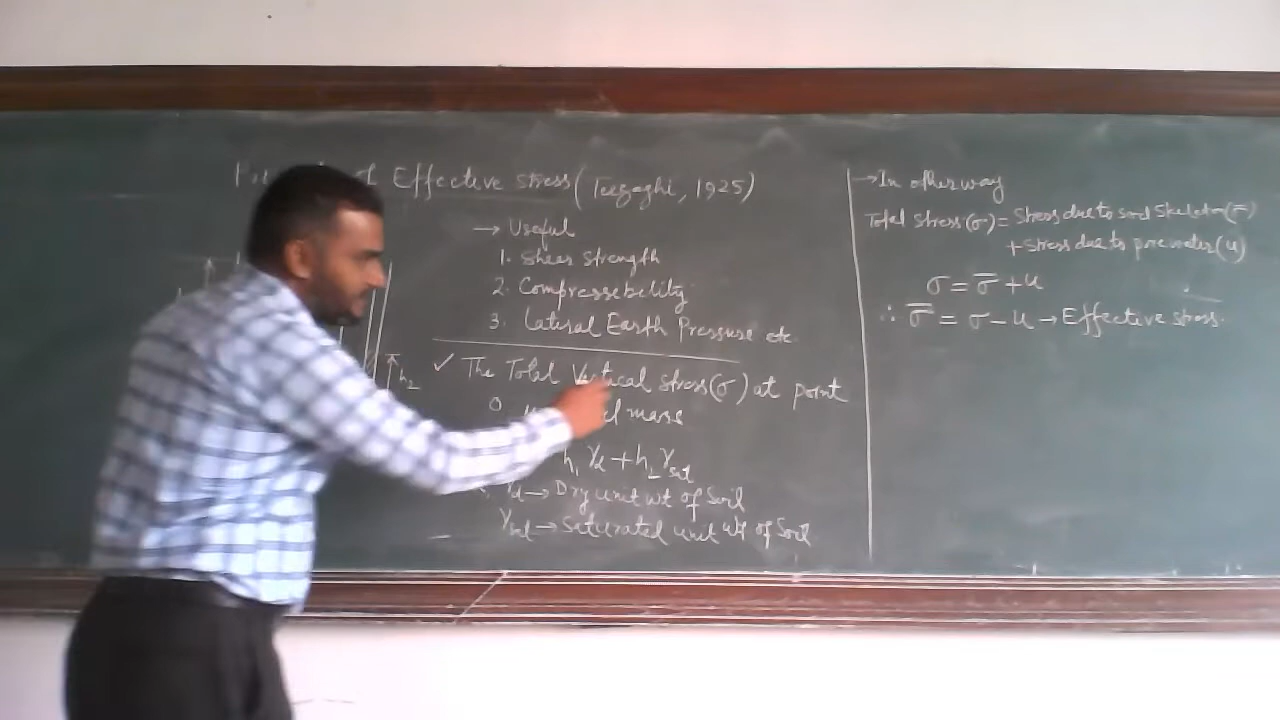 Effective Stress (Terzaghi, 1925)
→ Useful
1. Shear Strength
2. Compressebility
3. Lateral Earth Pressure etc.
h2
✓ The Total Vertical Stress(σ) at point
O mass
h1 γd + h2 γsat
γd → Dry unit wt of Soil
γsat → Saturated unit wt of Soil
→ In other way
Total Stress(σ) = Stress due to soil Skeleton(σ̅)
+ Stress due to pore water(u)
σ = σ̅ + u
∴ σ̅ = σ - u → Effective stress.